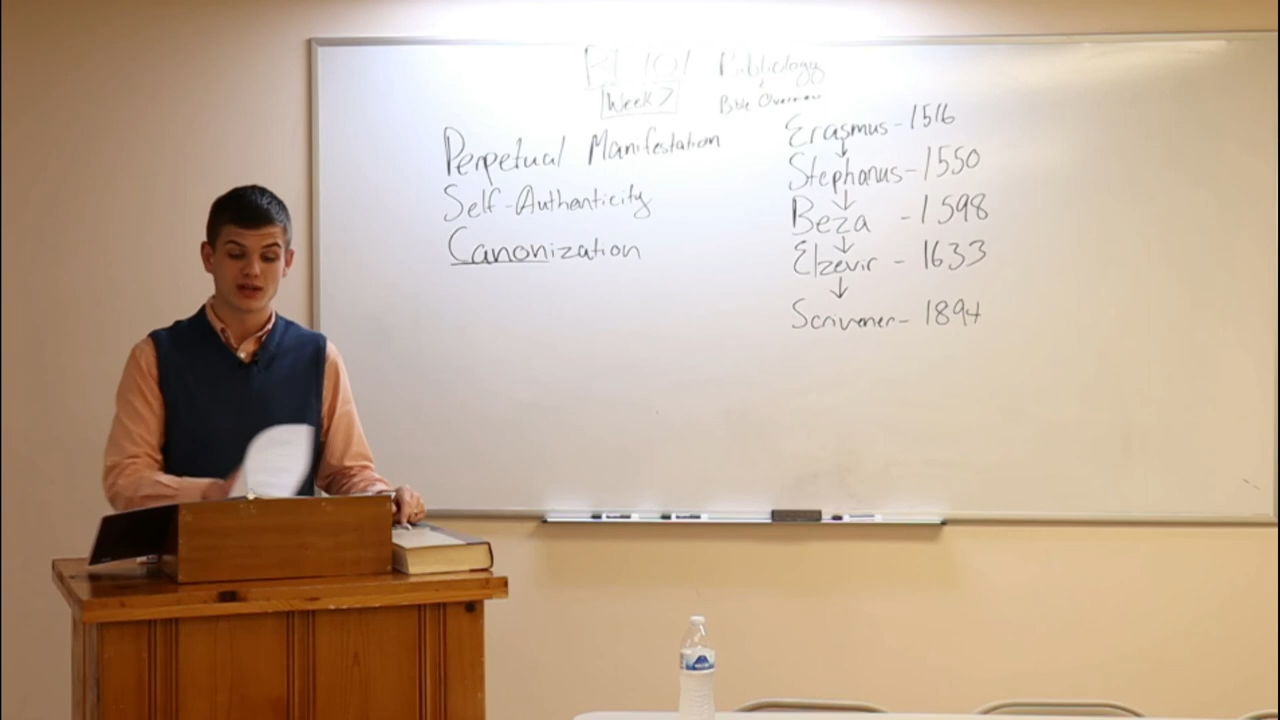 101 Bibliology
&
Week 7
Bible Overview
Perpetual Manifestation
Self-Authenticity
Canonization
Erasmus - 1516
↓
Stephanus - 1550
↓
Beza - 1598
↓
Elzevir - 1633
↓
Scrivener - 1894